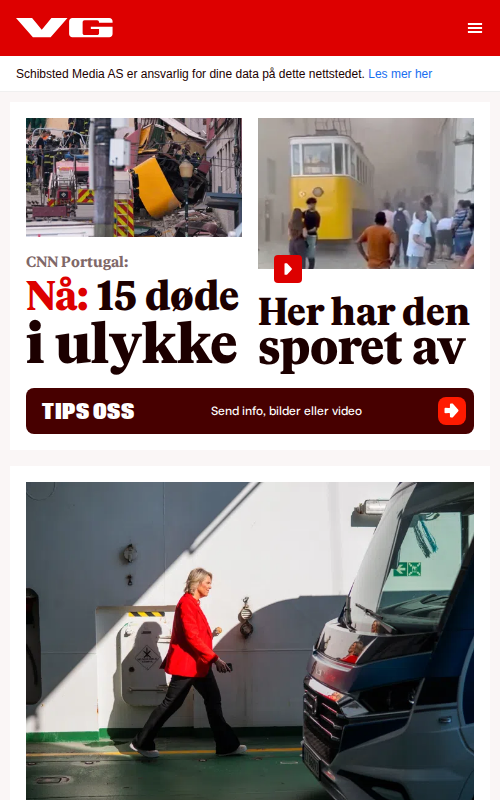 VG
Schibsted Media AS er ansvarlig for dine data på dette nettstedet. Les mer her
CNN Portugal:
Nå: 15 døde
i ulykke
Her har den
sporet av
TIPS OSS
Send info, bilder eller video